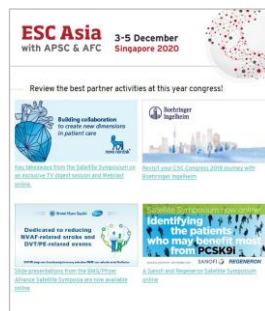 ESC Asia
with APSC & AFC
3-5 December
Singapore 2020
Review the best partner activities at this year congress!
Building collaboration
to create new dimensions
in patient care
novo nordisk
Boehringer
Ingelheim
Key takeaways from the Satellite Symposium on
an exclusive TV digest session and Webcast
online.
Revisit your ESC Congress 2019 journey with
Boehringer Ingelheim
Bristol-Myers Squibb
Pfizer
Dedicated to reducing
NVAF-related stroke and
DVT/PE-related events
Satellite Symposium now online!
Identifying
the patients
who may benefit most
from PCSK9i
SANOFI
REGENERON
Slide presentations from the BMS/Pfizer
Alliance Satellite Symposia are now available
online
A Sanofi and Regeneron Satellite Symposium
online